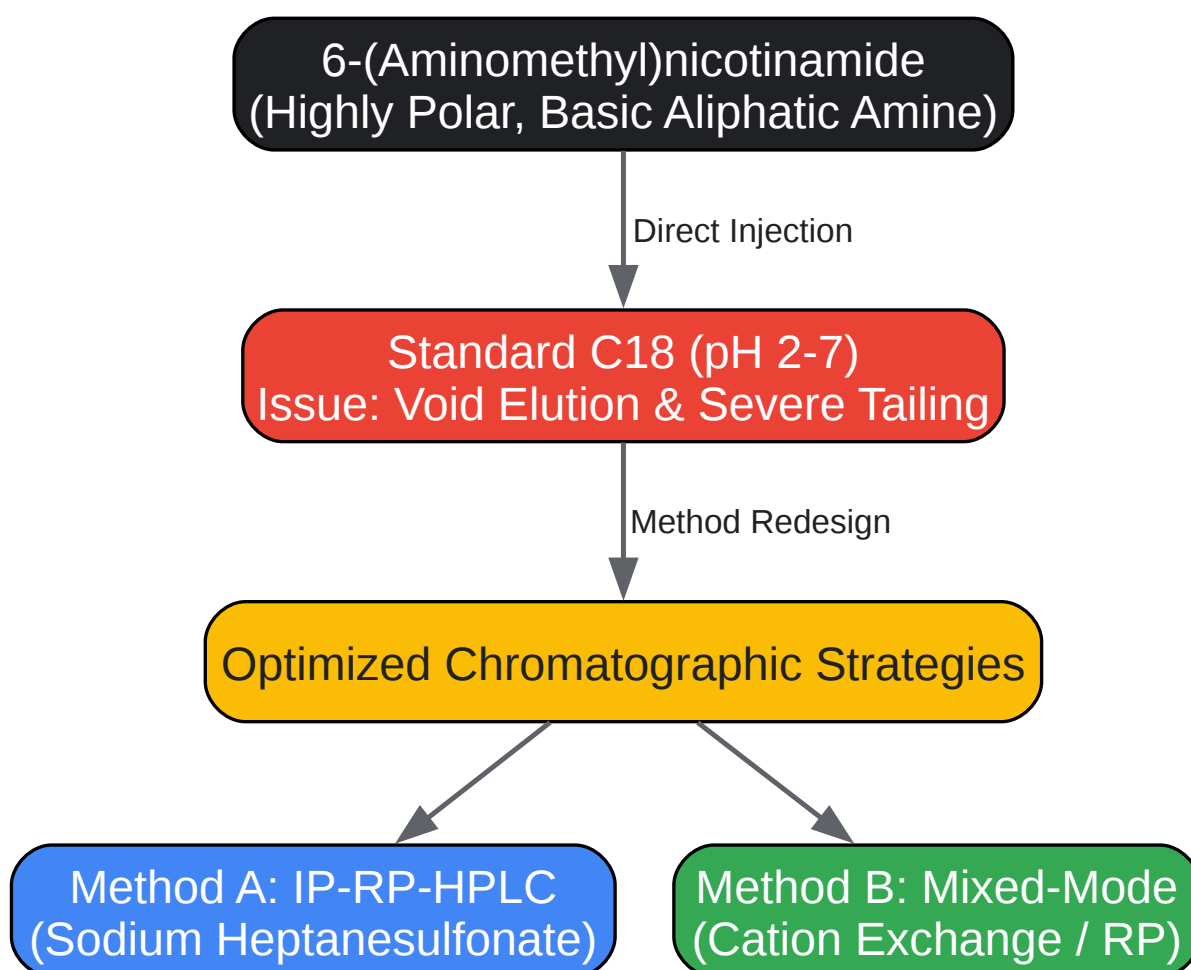 6-(Aminomethyl)nicotinamide
(Highly Polar, Basic Aliphatic Amine)
Direct Injection
Standard C18 (pH 2-7)
Issue: Void Elution & Severe Tailing
Method Redesign
Optimized Chromatographic Strategies
Method A: IP-RP-HPLC
(Sodium Heptanesulfonate)
Method B: Mixed-Mode
(Cation Exchange / RP)